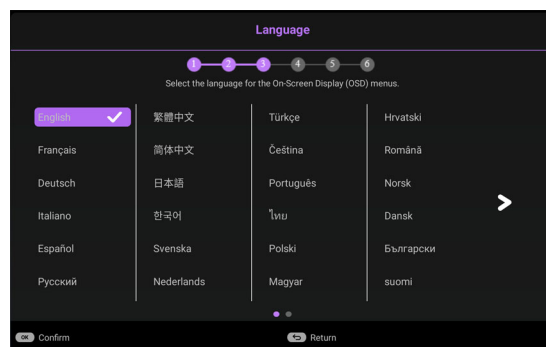 Language
1 2 3 4 5 6
Select the language for the On-Screen Display (OSD) menus.
English
Français
Deutsch
Italiano
Español
Русский
繁體中文
简体中文
日本語
한국어
Svenska
Nederlands
Türkçe
Čeština
Português
ไทย
Polski
Magyar
Hrvatski
Română
Norsk
Dansk
Български
suomi
OK Confirm
Return